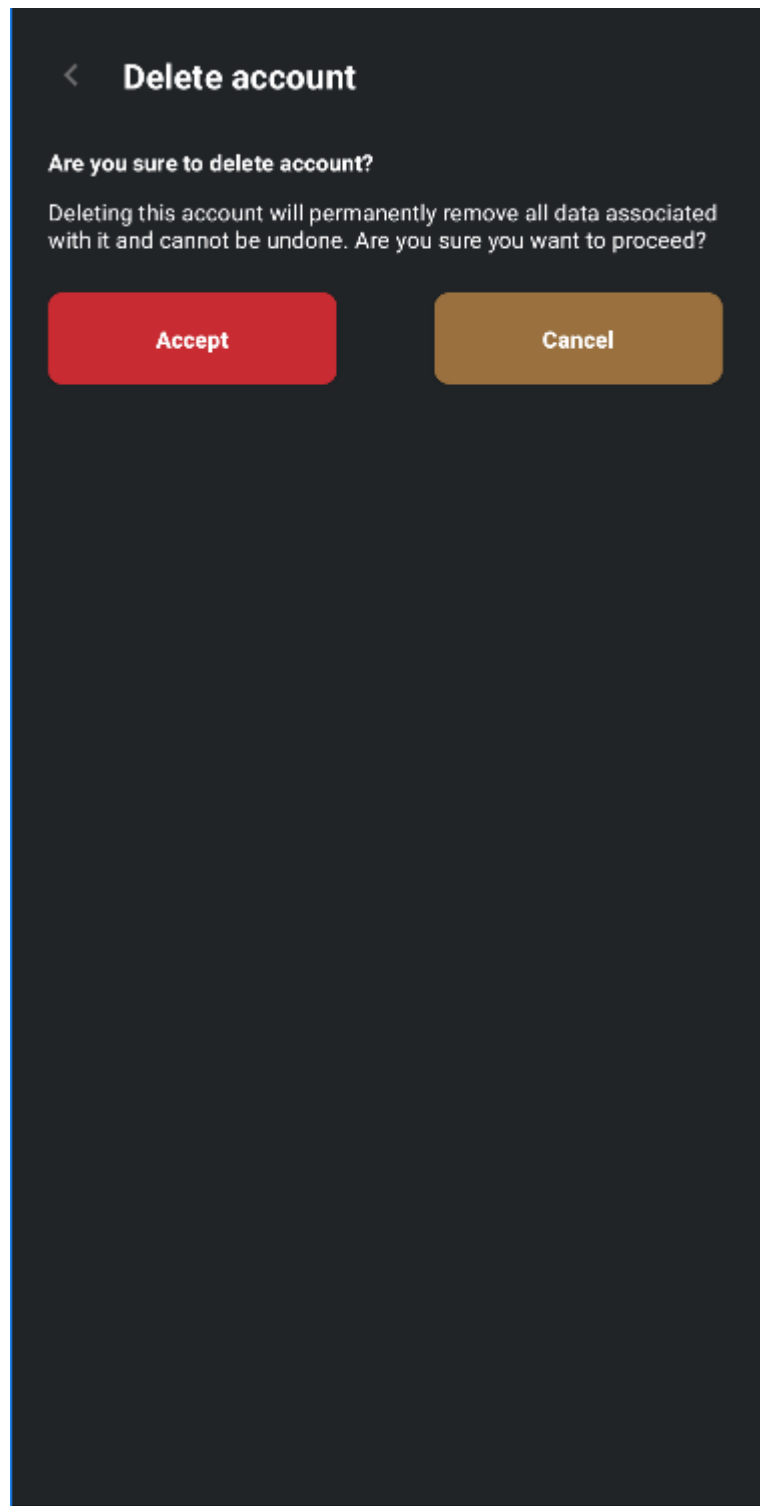 Delete account
Are you sure to delete account?
Deleting this account will permanently remove all data associated
with it and cannot be undone. Are you sure you want to proceed?
Accept
Cancel